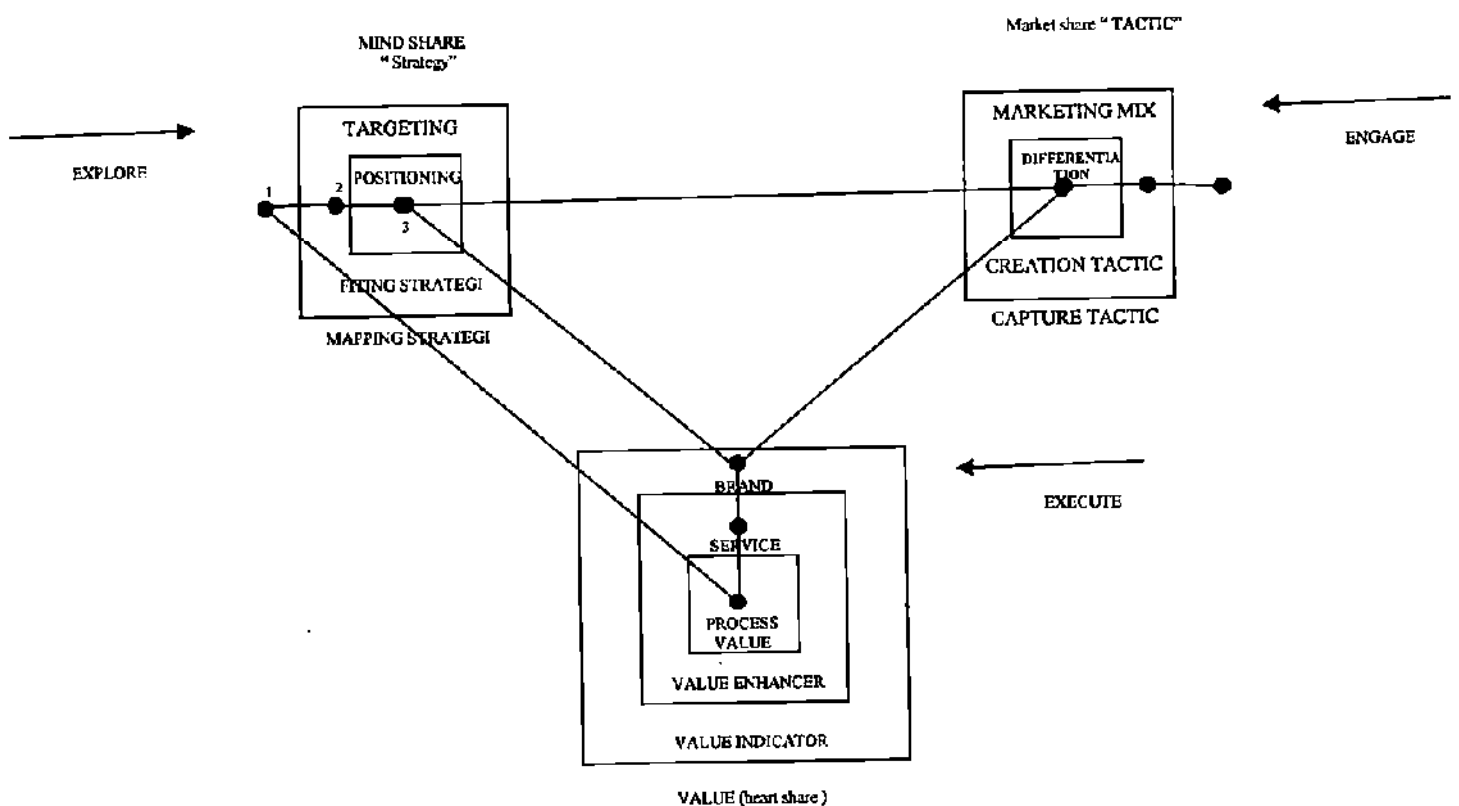 Market share “ TACTIC”
MIND SHARE
“ Strategy”
TARGETING
MARKETING MIX
ENGAGE
EXPLORE
POSITIONING
DIFFERENTIA
TION
1
2
3
FITING STRATEGI
CREATION TACTIC
MAPPING STRATEGI
CAPTURE TACTIC
BRAND
EXECUTE
SERVICE
PROCESS
VALUE
VALUE ENHANCER
VALUE INDICATOR
VALUE (heart share )